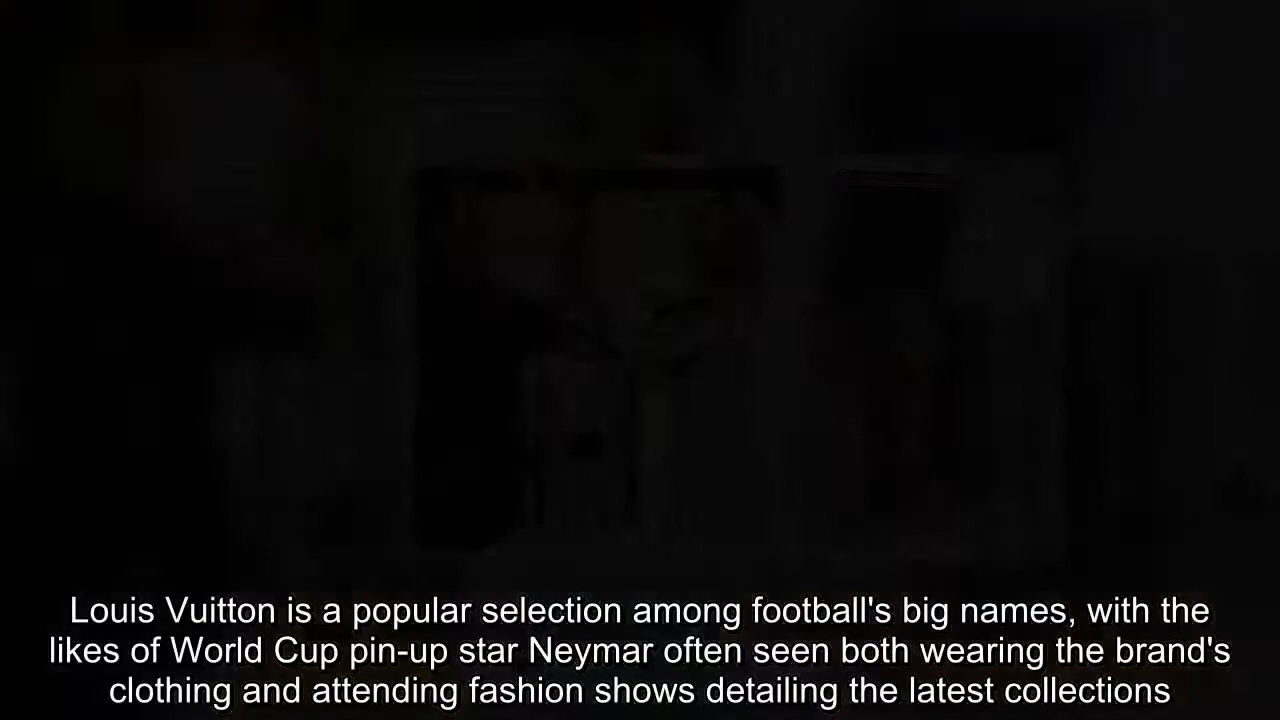 Louis Vuitton is a popular selection among football's big names, with the
likes of World Cup pin-up star Neymar often seen both wearing the brand's
clothing and attending fashion shows detailing the latest collections